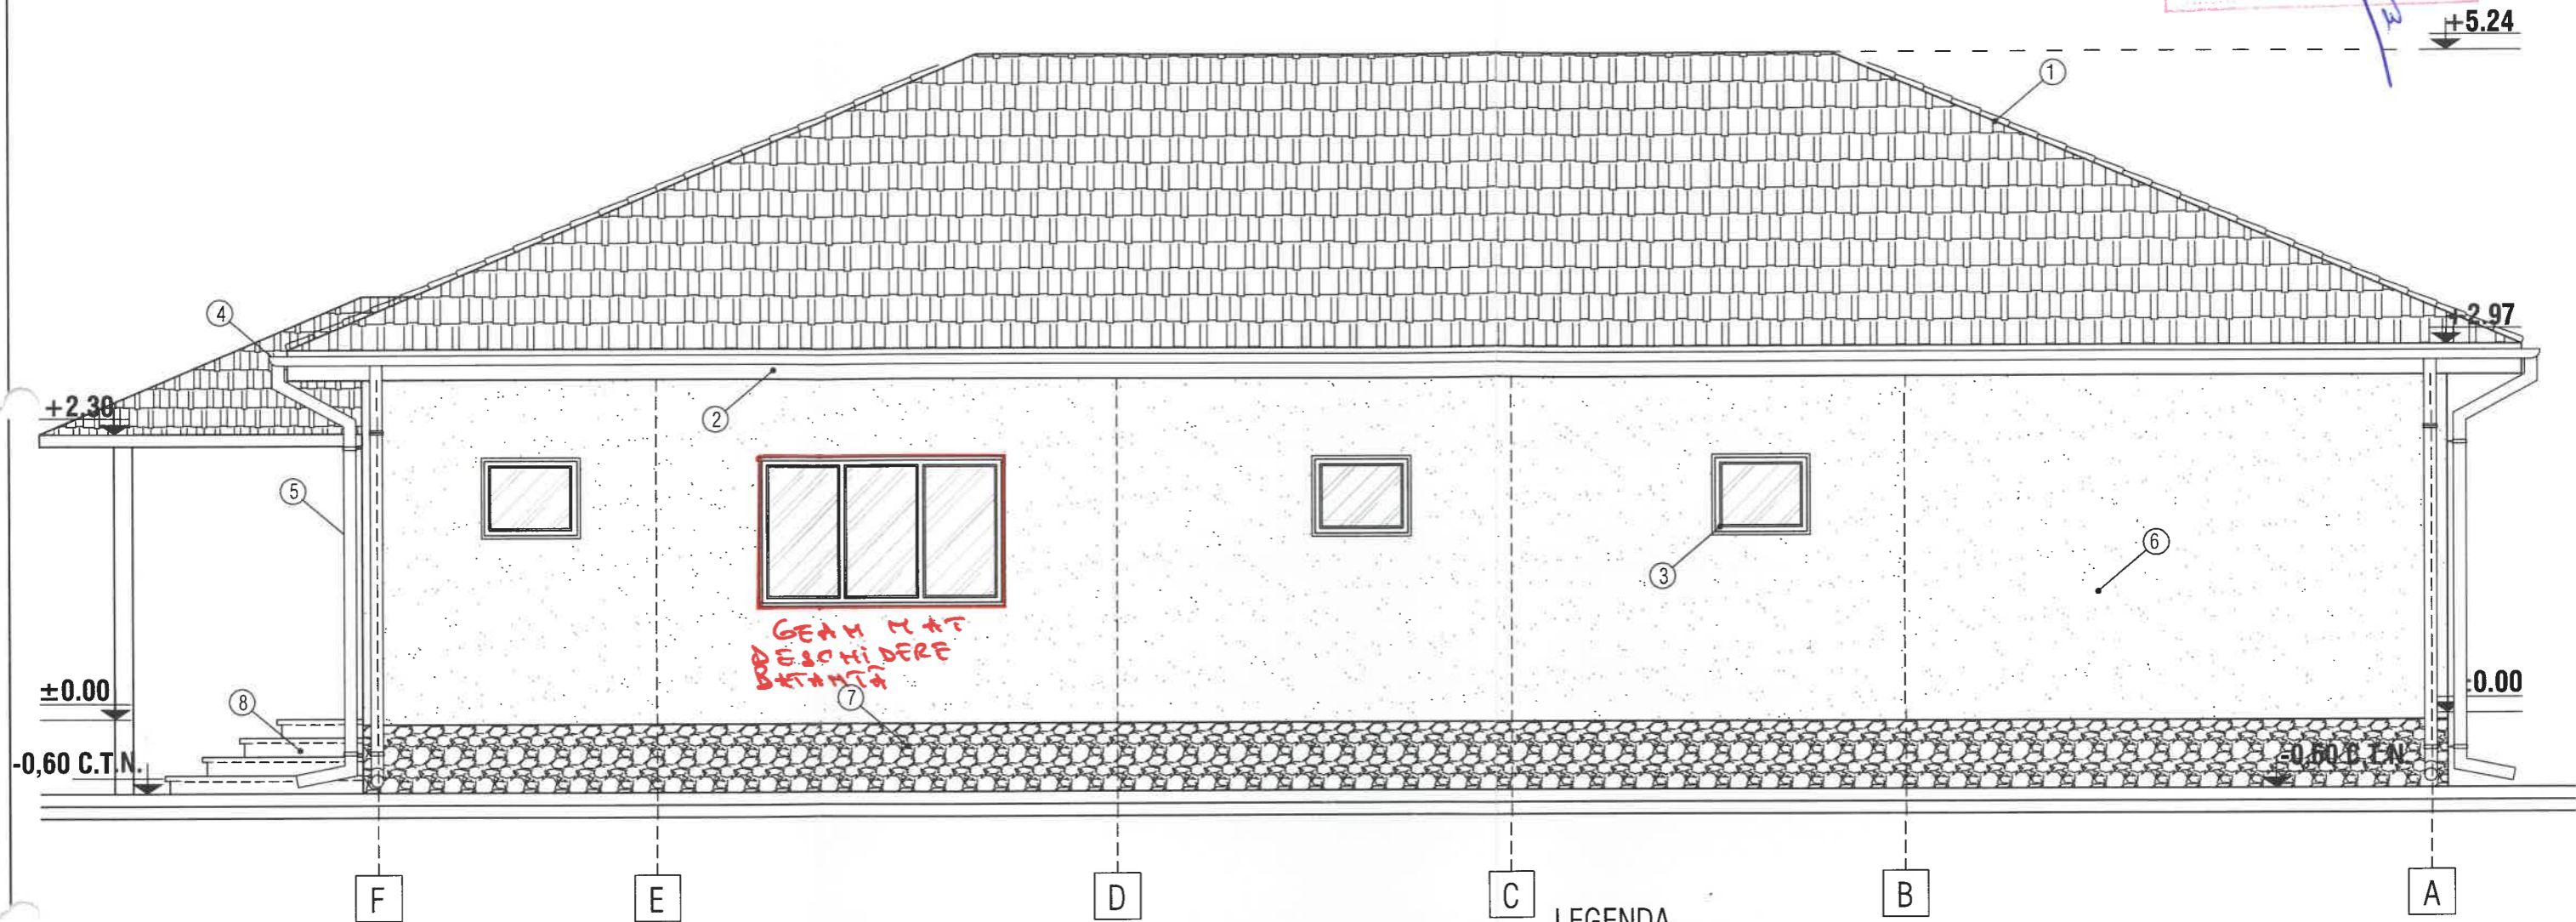 +5.24
1
4
+2.97
+2.30
2
5
3
6
GEAM MAT
DESCHIDERE
BATANTĂ
±0.00
8
7
:0.00
-0,60 C.T.N.
-0,60 C.T.N.
F
E
D
C
B
A
LEGENDA